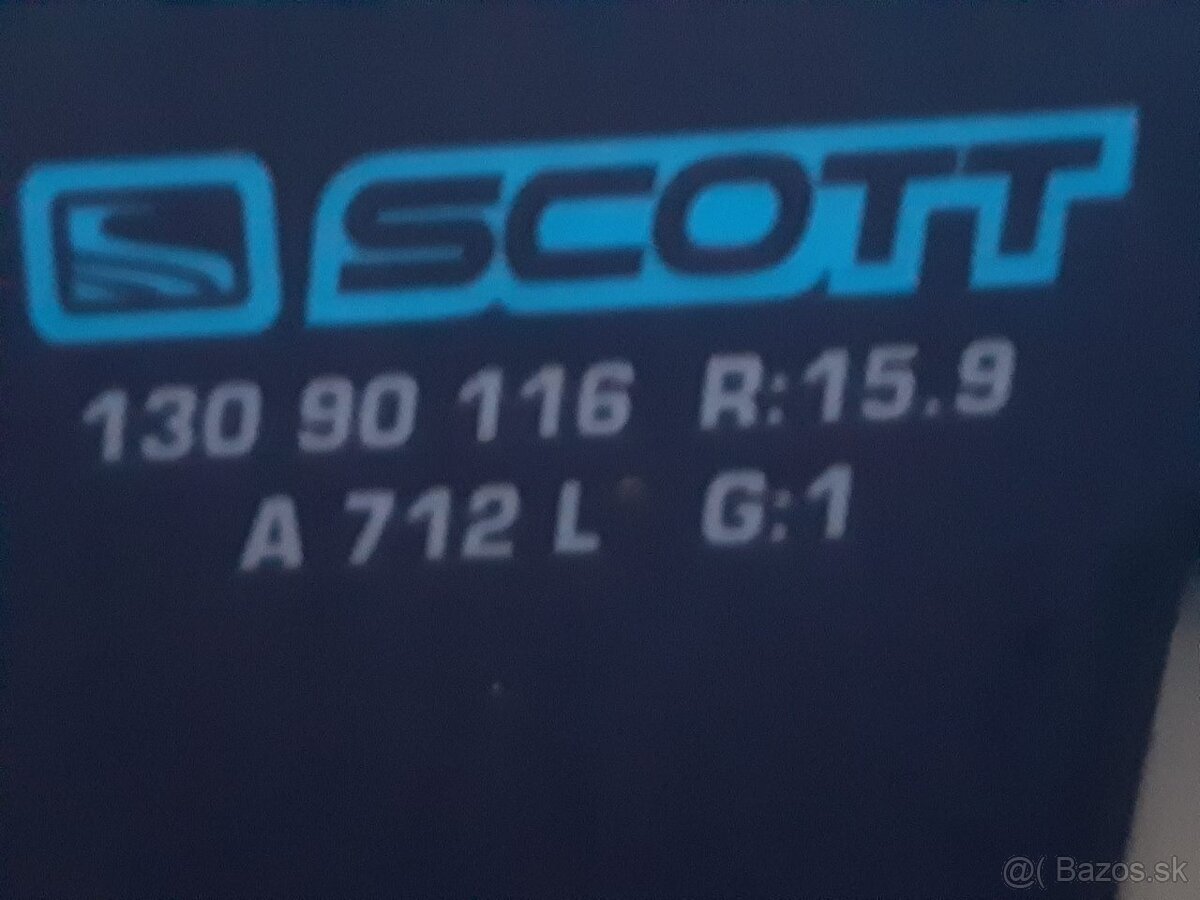 SCOTT
130 90 116 R:15.9
A 712 L G:1
@( Bazos.sk